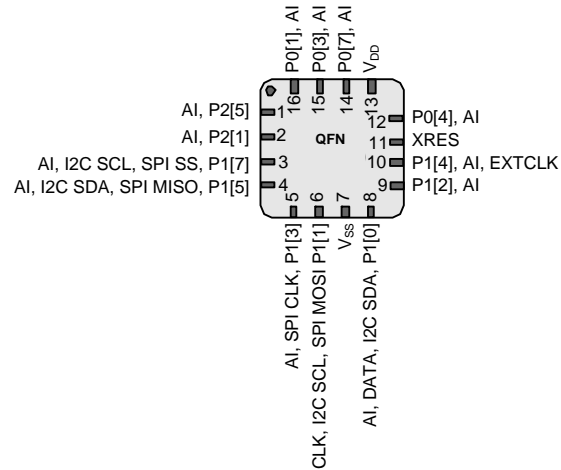 P0[1], AI
P0[3], AI
P0[7], AI
VDD
16
15
14
13
AI, P2[5]
1
AI, P2[1]
2
AI, I2C SCL, SPI SS, P1[7]
3
AI, I2C SDA, SPI MISO, P1[5]
4
QFN
12
P0[4], AI
11
XRES
10
P1[4], AI, EXTCLK
9
P1[2], AI
5
6
7
8
AI, SPI CLK, P1[3]
CLK, I2C SCL, SPI MOSI P1[1]
VSS
AI, DATA, I2C SDA, P1[0]